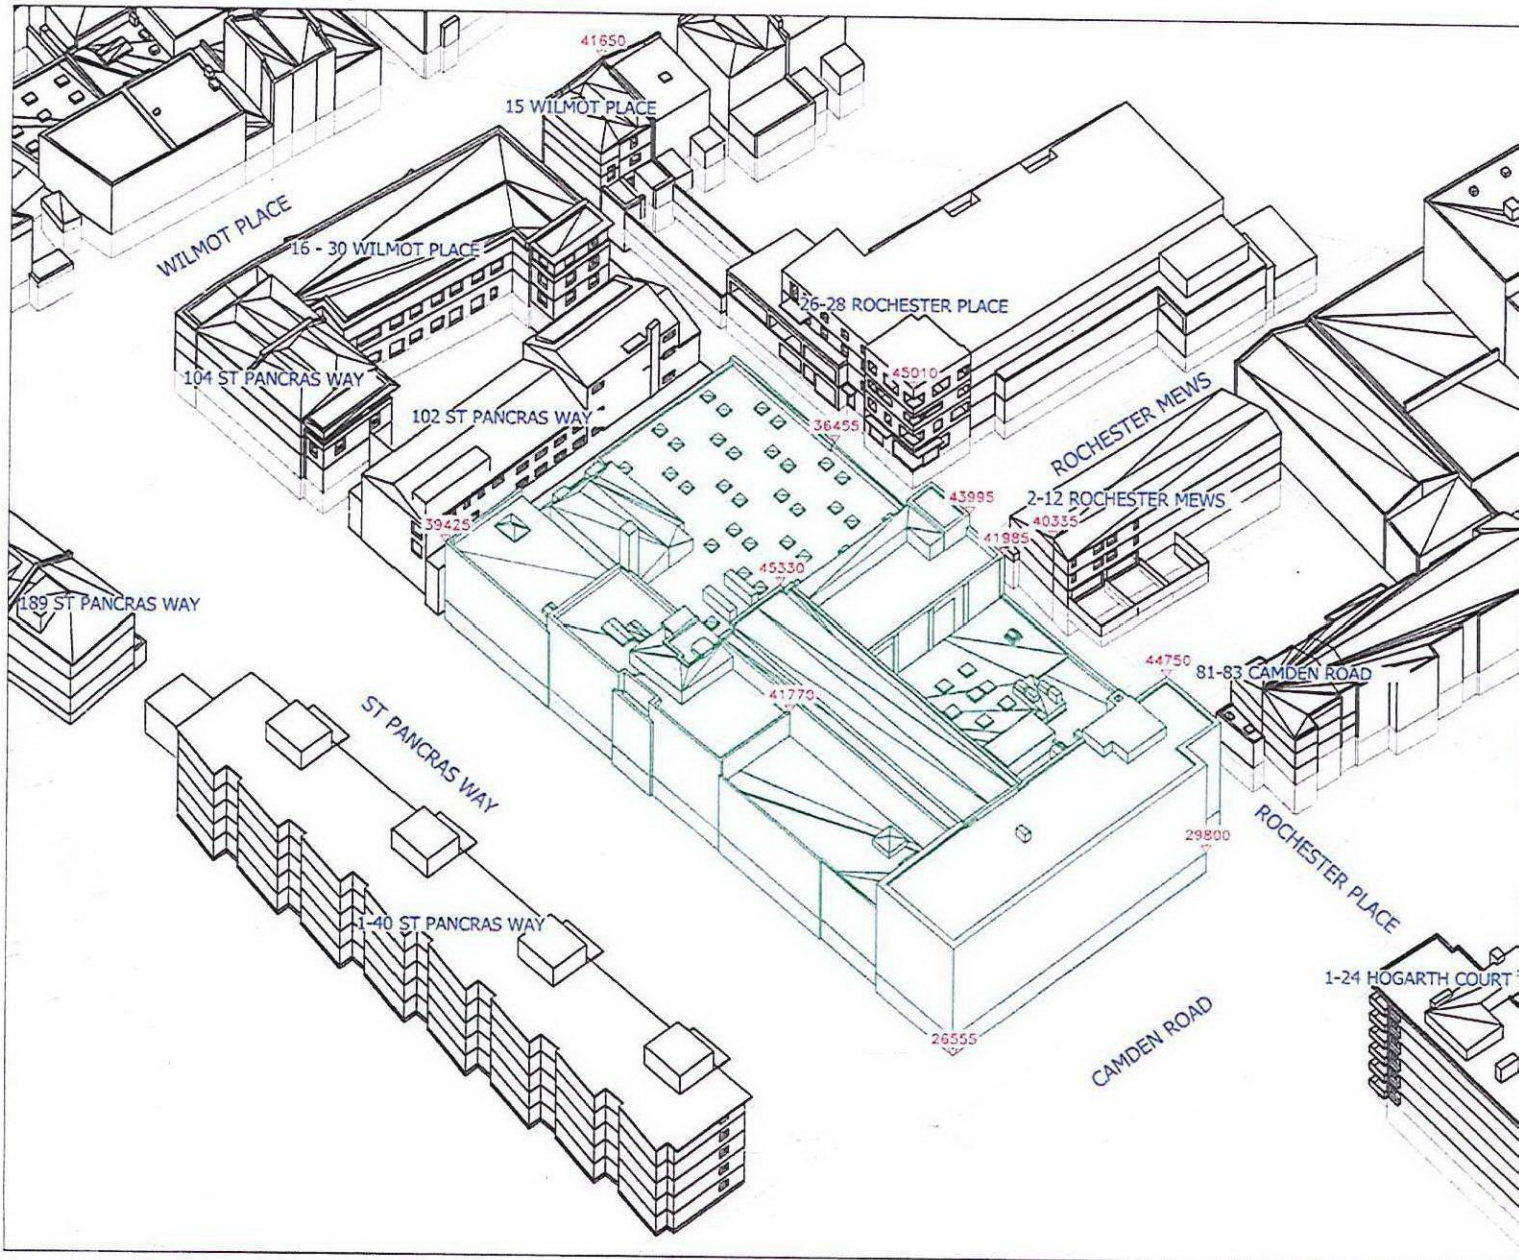 41650
15 WILMOT PLACE
WILMOT PLACE
16 - 30 WILMOT PLACE
26-28 ROCHESTER PLACE
104 ST PANCRAS WAY
45010
ROCHESTER MEWS
102 ST PANCRAS WAY
36455
43995
2-12 ROCHESTER MEWS
39425
40335
41985
45330
189 ST PANCRAS WAY
44750
81-83 CAMDEN ROAD
41770
ST PANCRAS WAY
29800
ROCHESTER PLACE
1-40 ST PANCRAS WAY
1-24 HOGARTH COURT
26555
CAMDEN ROAD